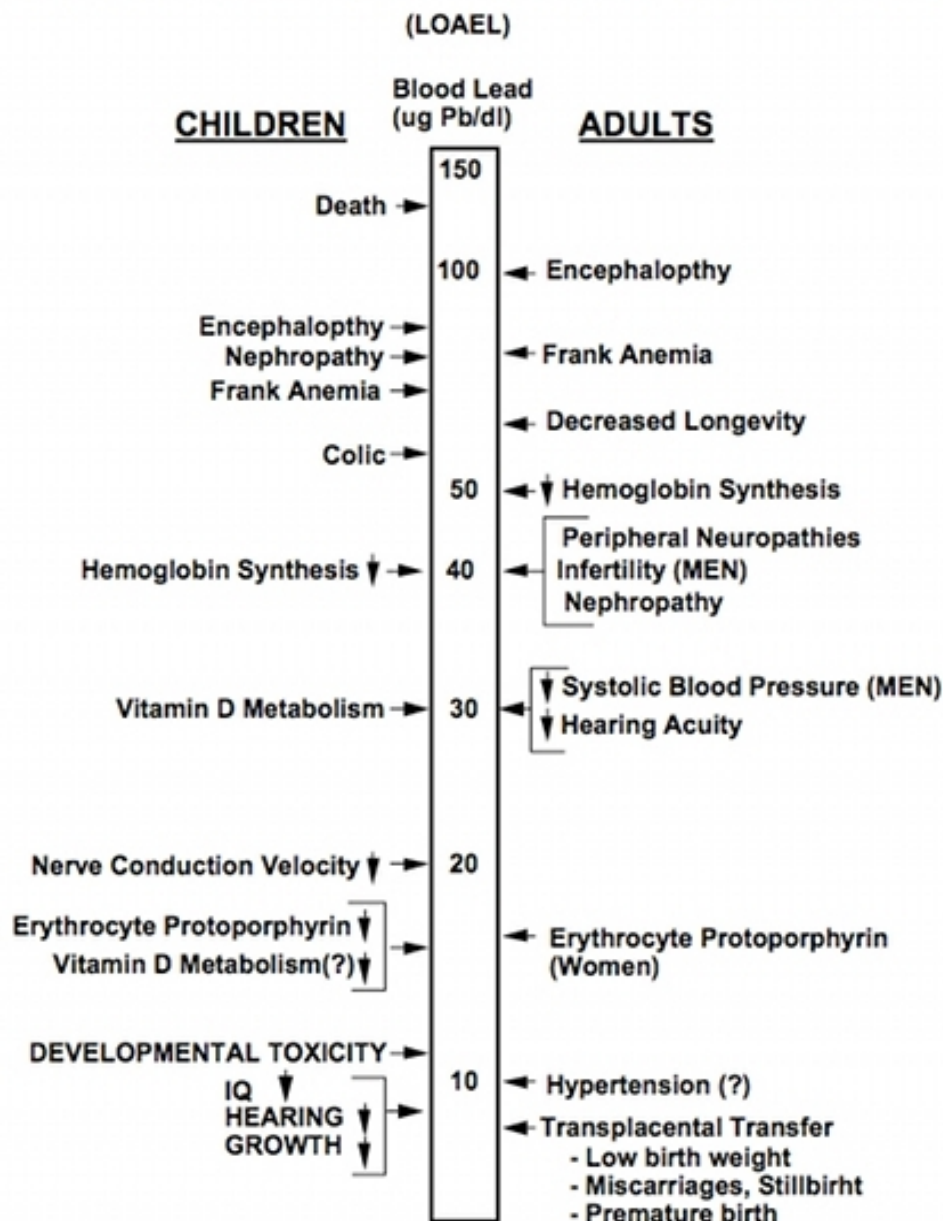 (LOAEL)
Blood Lead
(ug Pb/dl)
CHILDREN
ADULTS
150
Death
100
Encephalopthy
Encephalopthy
Nephropathy
Frank Anemia
Frank Anemia
Decreased Longevity
Colic
50
Hemoglobin Synthesis
Peripheral Neuropathies
Hemoglobin Synthesis
40
Infertility (MEN)
Nephropathy
Systolic Blood Pressure (MEN)
Vitamin D Metabolism
30
Hearing Acuity
Nerve Conduction Velocity
20
Erythrocyte Protoporphyrin
Vitamin D Metabolism(?)
Erythrocyte Protoporphyrin
(Women)
DEVELOPMENTAL TOXICITY
IQ
HEARING
GROWTH
10
Hypertension (?)
Transplacental Transfer
- Low birth weight
- Miscarriages, Stillbirht
- Premature birth